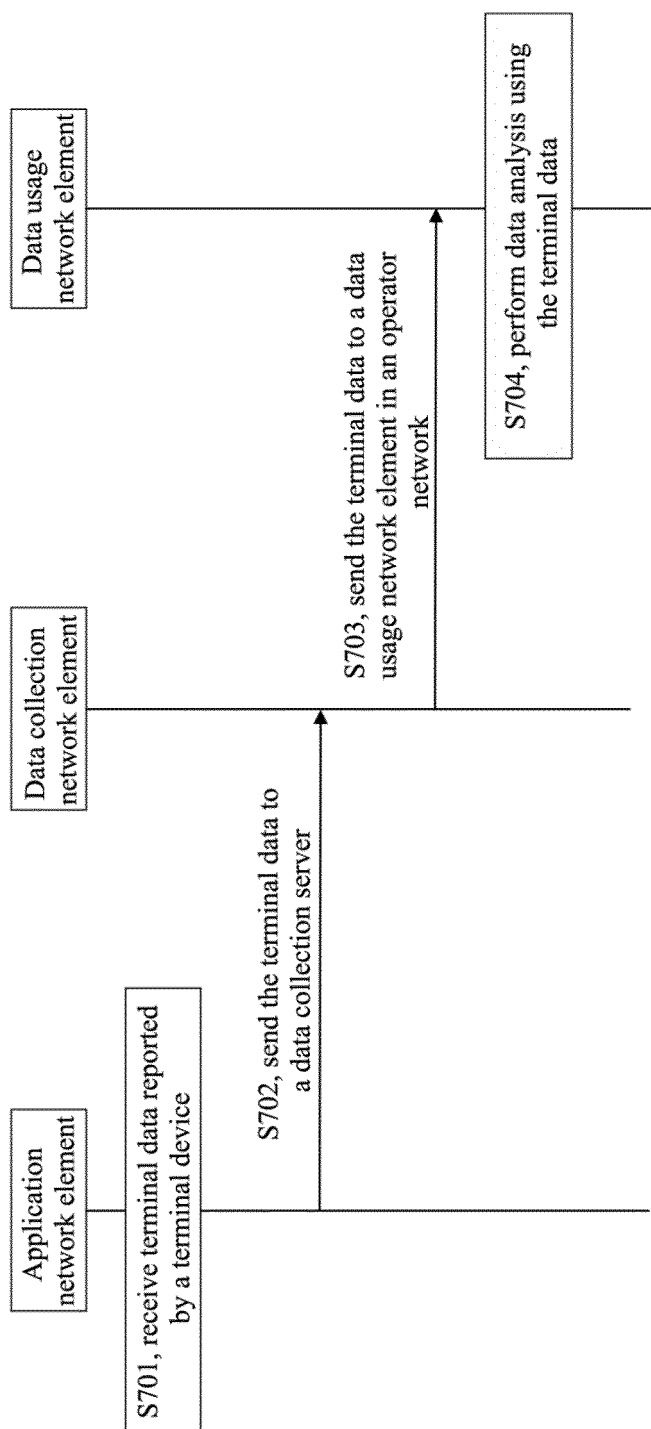 Application
network element
Data collection
network element
Data usage
network element
S701, receive terminal data reported
by a terminal device
S702, send the terminal data to
a data collection server
S703, send the terminal data to a data
usage network element in an operator
network
S704, perform data analysis using
the terminal data